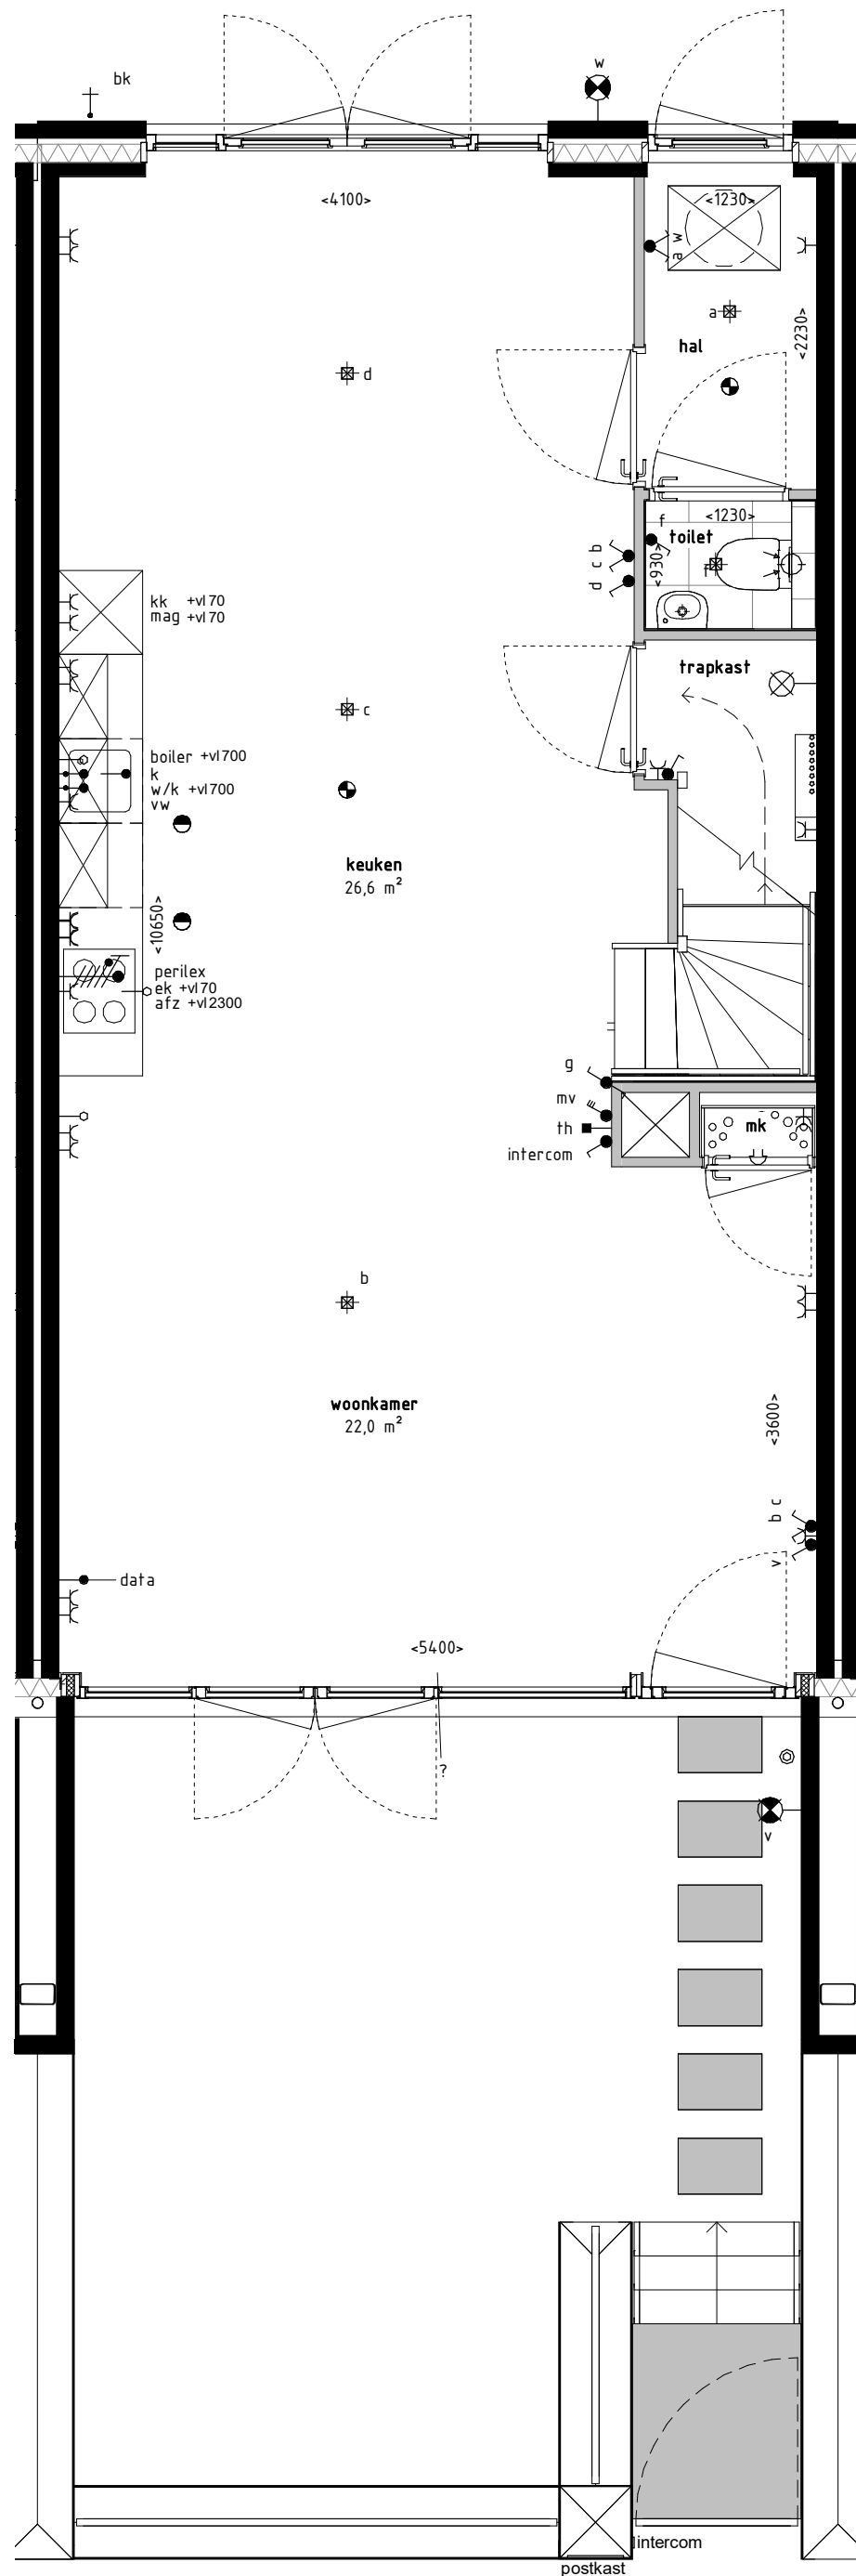 bk
w
<4100>
<1230>
a w
a
<2230>
hal
d
<1230>
f
toilet
<930>
f
d c b
kk +vl70
mag +vl70
trapkast
c
boiler +vl700
k
w/k +vl700
vw
keuken
26,6 m²
<10650>
perilex
ek +vl70
afz +vl2300
g
mv
th
intercom
mk
b
woonkamer
22,0 m²
<3600>
b c
v
data
<5400>
?
v
intercom
postkast